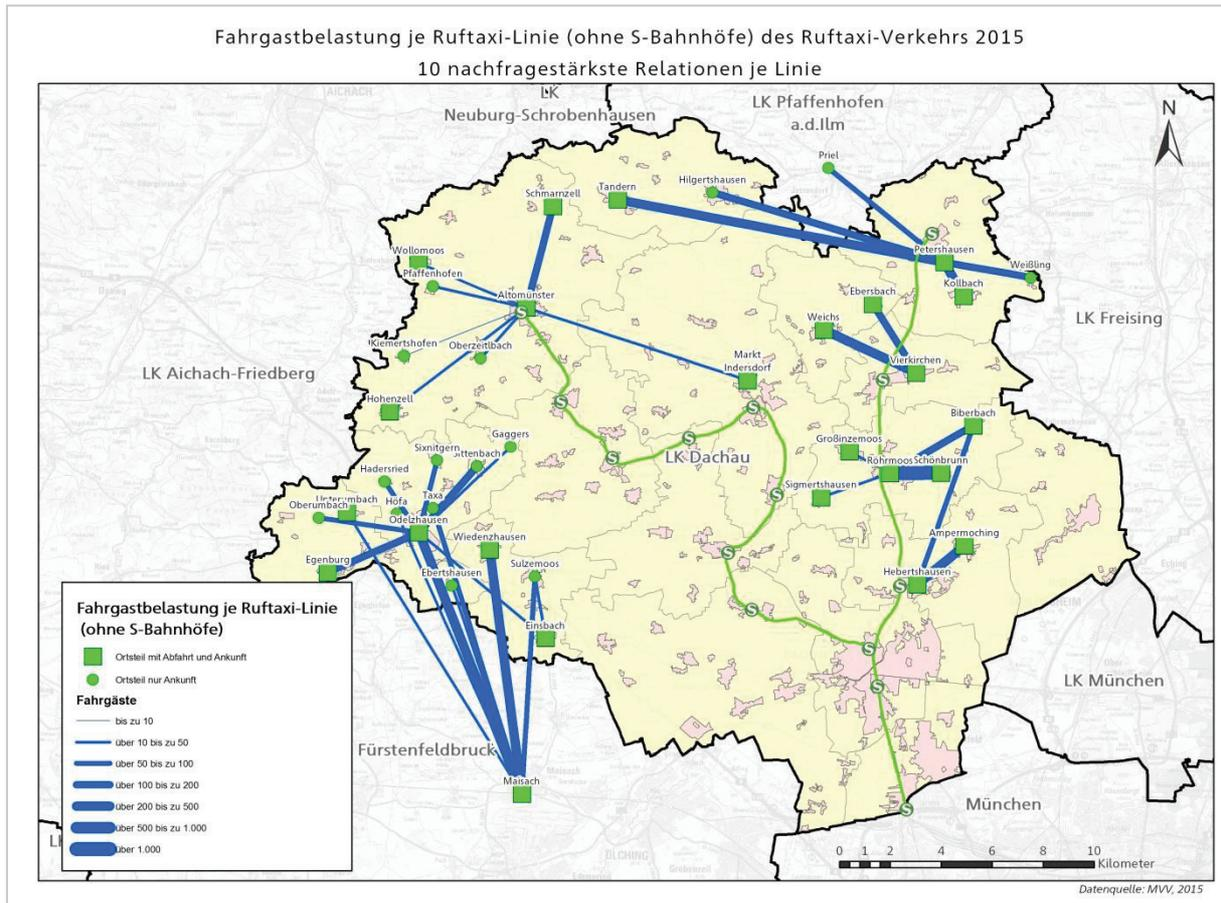 Fahrgastbelastung je Ruftaxi-Linie (ohne S-Bahnhöfe) des Ruftaxi-Verkehrs 2015
10 nachfragestärkste Relationen je Linie
LK
Neuburg-Schrobenhausen
LK Pfaffenhofen
a.d.Ilm
N
AICHACH
Priel
Hilgertshausen
Tandern
Schmarnzell
Wollomoos
Petershausen
Pfaffenhofen
Weißling
Kollbach
Altomünster
Ebersbach
Weichs
LK Freising
Kiemertshofen
Oberzeitlbach
Markt
Indersdorf
Vierkirchen
LK Aichach-Friedberg
Hohenzell
Biberbach
Sixnitgern
Gaggers
Großinzemoos
LK Dachau
Röhrmoos
Schönbrunn
Hadersried
Sigmertshausen
Taxa
Höfa
Unterumbach
Oberumbach
Odelzhausen
Wiedenzhausen
Ampermoching
Egenburg
Ebertshausen
Sulzemoos
Hebertshausen
Einsbach
LK München
Fürstenfeldbruck
Maisach
Maisach
München
LK
Fahrgastbelastung je Ruftaxi-Linie
(ohne S-Bahnhöfe)
Ortsteil mit Abfahrt und Ankunft
Ortsteil nur Ankunft
Fahrgäste
bis zu 10
über 10 bis zu 50
über 50 bis zu 100
über 100 bis zu 200
über 200 bis zu 500
über 500 bis zu 1.000
über 1.000
0 1 2 4 6 8 10
Kilometer
Datenquelle: MVV, 2015